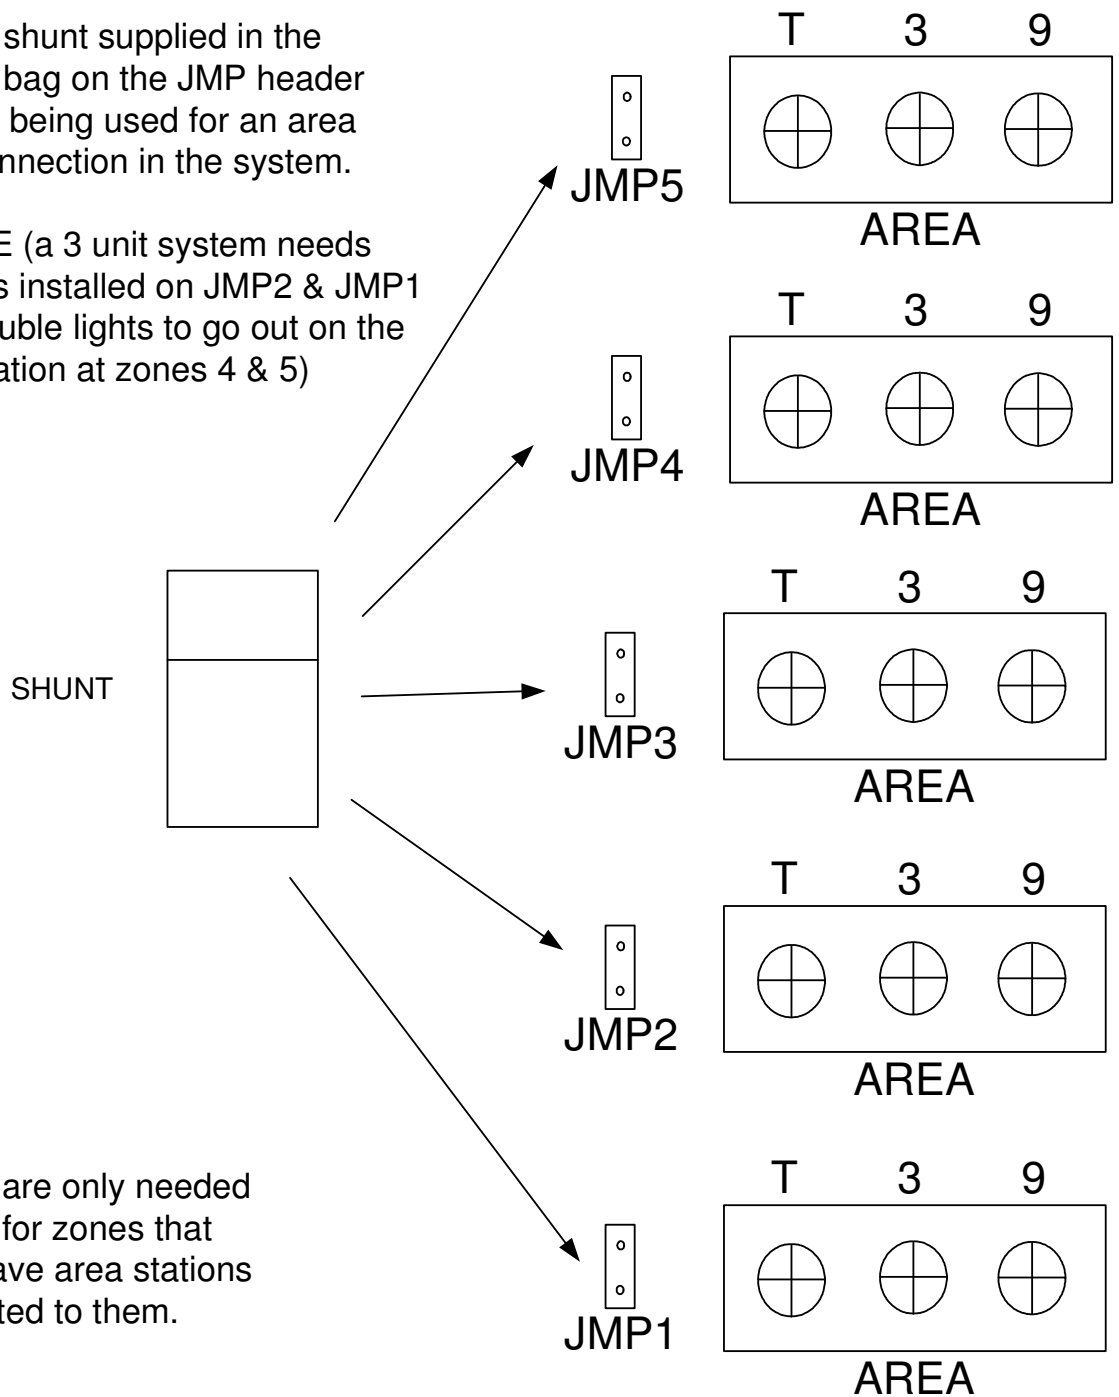 shunt supplied in the
bag on the JMP header
being used for an area
nnection in the system.
E (a 3 unit system needs
s installed on JMP2 & JMP1
uble lights to go out on the
ation at zones 4 & 5)
T 3 9
JMP5
AREA
T 3 9
JMP4
AREA
SHUNT
T 3 9
JMP3
AREA
T 3 9
JMP2
AREA
are only needed
for zones that
ave area stations
ted to them.
T 3 9
JMP1
AREA